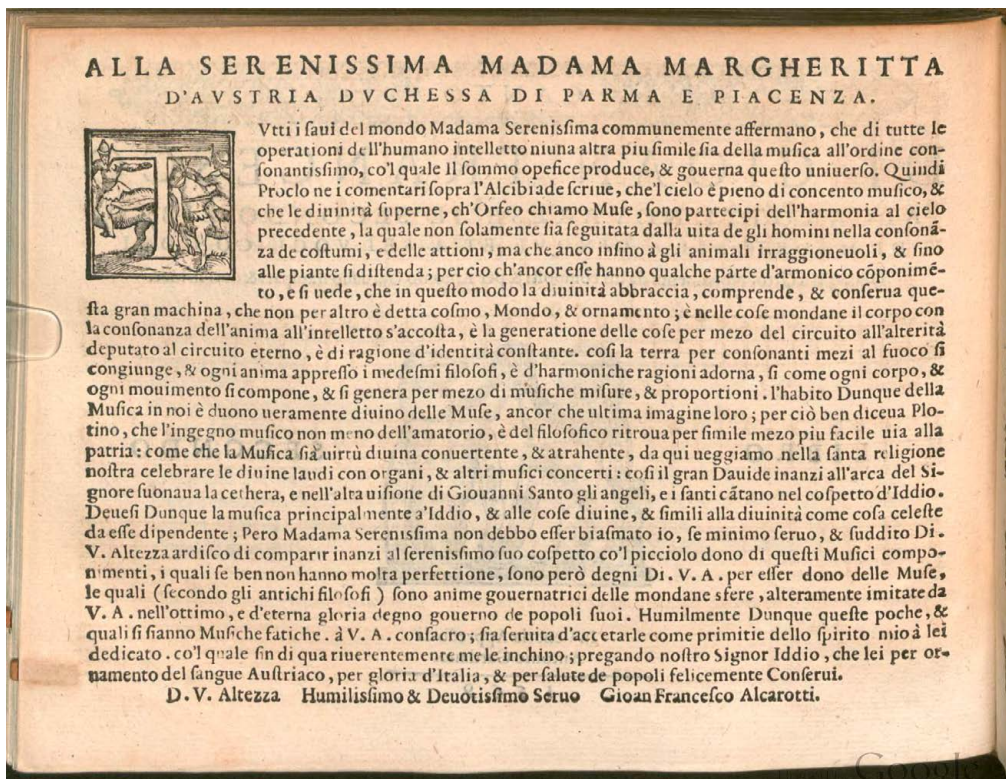 ALLA SERENISSIMA MADAMA MARGHERITTA
D'AVSTRIA DVCHESSA DI PARMA E PIACENZA.
TVtti i ſaui del mondo Madama Sereniſſima communemente affermano, che di tutte le
operationi dell'humano intelletto niuna altra piu ſimile ſia della muſica all'ordine con-
ſonantiſſimo, co'l quale Il ſommo opefice produce, & gouerna queſto uniuerſo. Quindi
Proclo ne i comentari ſopra l'Alcibiade ſcriue, che'l cielo è pieno di concento muſico, &
che le diuinità ſuperne, ch'Orfeo chiamo Muſe, ſono partecipi dell'harmonia al cielo
precedente, la quale non ſolamente ſia ſeguitata dalla uita de gli homini nella conſonã-
za de coſtumi, e delle attioni, ma che anco inſino à gli animali irraggioneuoli, & ſino
alle piante ſi diſtenda; per cio ch'ancor eſſe hanno qualche parte d'armonico cõponimẽ-
to, e ſi uede, che in queſto modo la diuinità abbraccia, comprende, & conſerua que-
ſta gran machina, che non per altro è detta coſmo, Mondo, & ornamento; è nelle coſe mondane il corpo con
la conſonanza dell'anima all'intelletto s'accoſta, è la generatione delle coſe per mezo del circuito all'alterità
deputato al circuito eterno, è di ragione d'identità conſtante. coſi la terra per conſonanti mezi al fuoco ſi
congiunge, & ogni anima appreſſo i medeſmi filoſofi, è d'harmoniche ragioni adorna, ſi come ogni corpo, &
ogni mouimento ſi compone, & ſi genera per mezo di muſiche miſure, & proportioni. l'habito Dunque della
Muſica in noi è duono ueramente diuino delle Muſe, ancor che ultima imagine loro; per ciò ben diceua Plo-
tino, che l'ingegno muſico non meno dell'amatorio, è del filoſofico ritroua per ſimile mezo piu facile uia alla
patria: come che la Muſica ſia uirtù diuina conuertente, & atrahente, da qui ueggiamo nella ſanta religione
noſtra celebrare le diuine laudi con organi, & altri muſici concerti: coſi il gran Dauide inanzi all'arca del Si-
gnore ſuonaua la cethera, e nell'altra uiſione di Giouanni Santo gli angeli, e i ſanti cãtano nel coſpetto d'Iddio.
Deueſi Dunque la muſica principalmente a'Iddio, & alle coſe diuine, & ſimili alla diuinità come coſa celeſte
da eſſe dipendente; Pero Madama Sereniſſima non debbo eſſer biaſmato io, ſe minimo ſeruo, & ſuddito Di.
V. Altezza ardiſco di comparir inanzi al ſereniſſimo ſuo coſpetto co'l picciolo dono di queſti Muſici compo-
nimenti, i quali ſe ben non hanno molta perfettione, ſono però degni Di. V. A. per eſſer dono delle Muſe,
le quali (ſecondo gli antichi filoſofi) ſono anime gouernatrici delle mondane sfere, alteramente imitate da
V. A. nell'ottimo, e d'eterna gloria degno gouerno de popoli ſuoi. Humilmente Dunque queſte poche, &
quali ſi ſianno Muſiche fatiche. à V. A. conſacro; ſia ſeruita d'accetarle come primitie dello ſpirito mio à lei
dedicato. co'l quale fin di qua riuerentemente me le inchino; pregando noſtro Signor Iddio, che lei per or-
namento del ſangue Auſtriaco, per gloria d'Italia, & per ſalute de popoli felicemente Conſerui.
D. V. Altezza Humiliſſimo & Deuotiſſimo Seruo Gioan Franceſco Alcarotti.